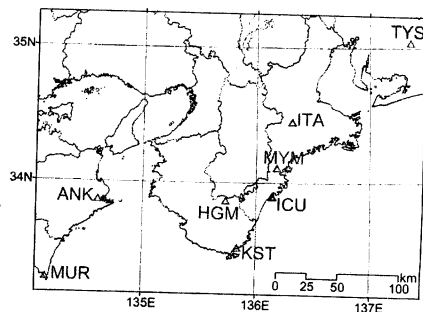 TYS
35N
ITA
MYM
34N
ANK
HGM
ICU
KST
MUR
km
0 25 50 100
135E 136E 137E